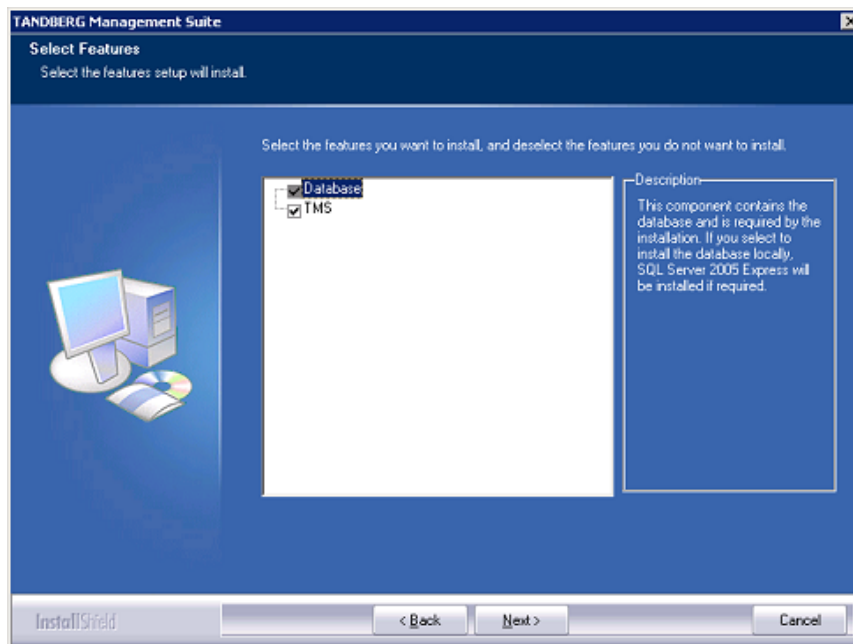 TANDBERG Management Suite
Select Features
Select the features setup will install.
Select the features you want to install, and deselect the features you do not want to install.
Database
TMS
Description
This component contains the
database and is required by the
installation. If you select to
install the database locally,
SQL Server 2005 Express will
be installed if required.
InstallShield
< Back
Next >
Cancel